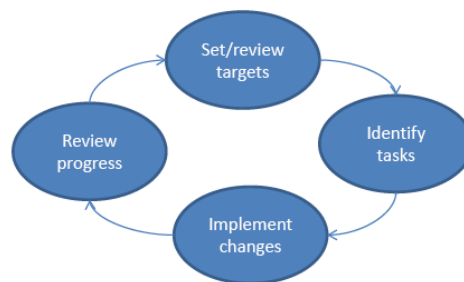 Set/review
targets
Identify
tasks
Implement
changes
Review
progress